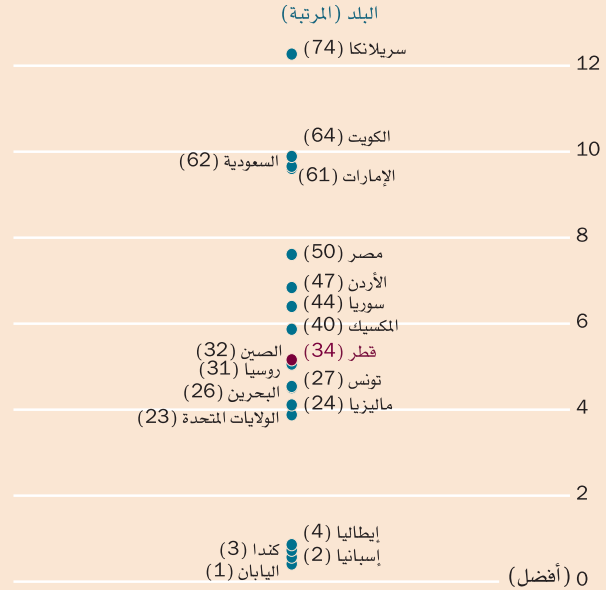 البلد (المرتبة)
سريلانكا (74)
12
الكويت (64)
10
السعودية (62)
الإمارات (61)
8
مصر (50)
الأردن (47)
سوريا (44)
6
المكسيك (40)
قطر (34)
الصين (32)
روسيا (31)
تونس (27)
البحرين (26)
ماليزيا (24)
4
الولايات المتحدة (23)
2
إيطاليا (4)
كندا (3)
إسبانيا (2)
اليابان (1)
0 (أفضل)